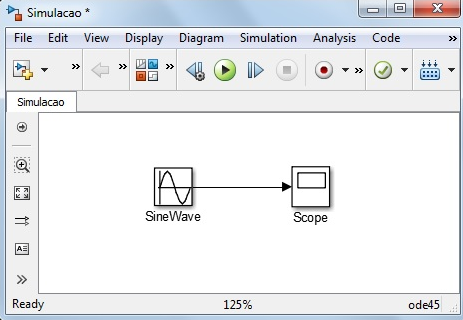 Simulacao *
File Edit View Display Diagram Simulation Analysis Code »
» » » »
Simulacao
SineWave
Scope
»
Ready 125% ode45